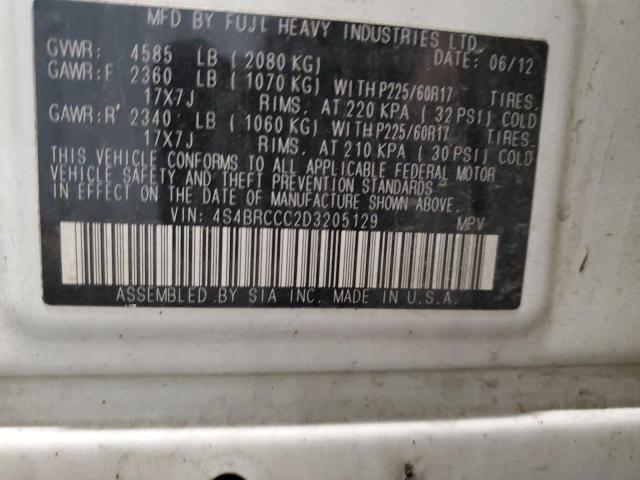 MFD BY FUJI HEAVY INDUSTRIES LTD.
GVWR: 4585 LB ( 2080 KG) DATE: 06/12
GAWR:F 2360 LB ( 1070 KG) WITH P225/60R17 TIRES.
17X7J RIMS, AT 220 KPA ( 32 PSI) COLD
GAWR:R 2340 LB ( 1060 KG) WITH P225/60R17 TIRES.
17X7J RIMS. AT 210 KPA ( 30 PSI) COLD
THIS VEHICLE CONFORMS TO ALL APPLICABLE FEDERAL MOTOR
VEHICLE SAFETY AND THEFT PREVENTION STANDARDS
IN EFFECT ON THE DATE OF MANUFACTURE SHOWN ABOVE.
VIN: 4S4BRCCC2D3205129 MPV
ASSEMBLED BY SIA INC. MADE IN U.S.A.